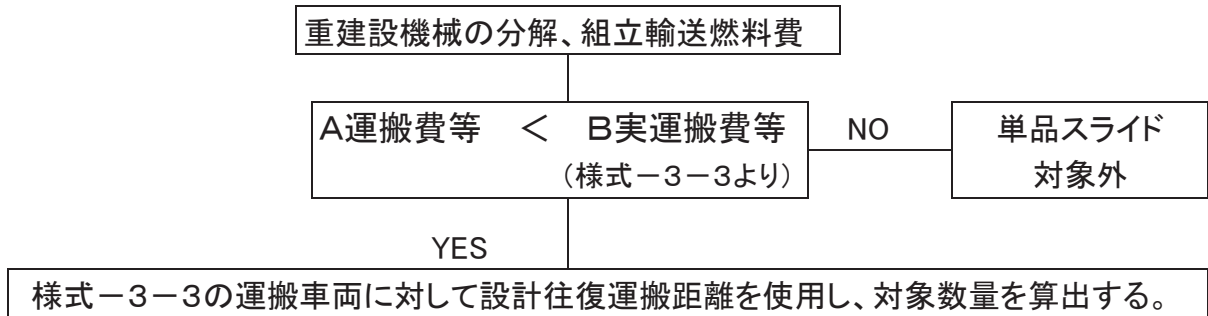 重建設機械の分解、組立輸送燃料費
A運搬費等 < B実運搬費等
(様式-3-3より)
NO
単品スライド
対象外
YES
様式-3-3の運搬車両に対して設計往復運搬距離を使用し、対象数量を算出する。